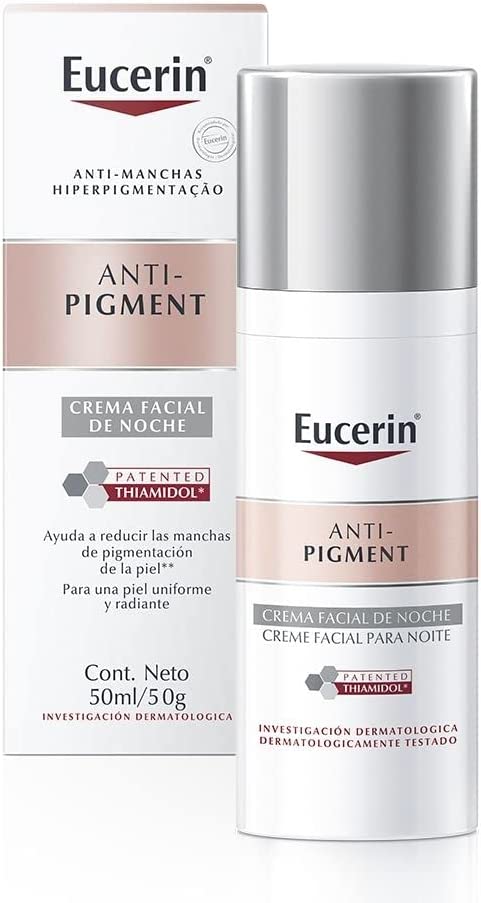 Eucerin®
Eucerin
ANTI-MANCHAS
HIPERPIGMENTAÇÃO
ANTI-
PIGMENT
CREMA FACIAL
DE NOCHE
PATENTED
THIAMIDOL*
Ayuda a reducir las manchas
de pigmentación
de la piel**
Para una piel uniforme
y radiante
Cont. Neto
50ml/50g
INVESTIGACIÓN DERMATOLOGICA
Eucerin®
ANTI-
PIGMENT
CREMA FACIAL DE NOCHE
CREME FACIAL PARA NOITE
PATENTED
THIAMIDOL*
INVESTIGACIÓN DERMATOLOGICA
DERMATOLOGICAMENTE TESTADO